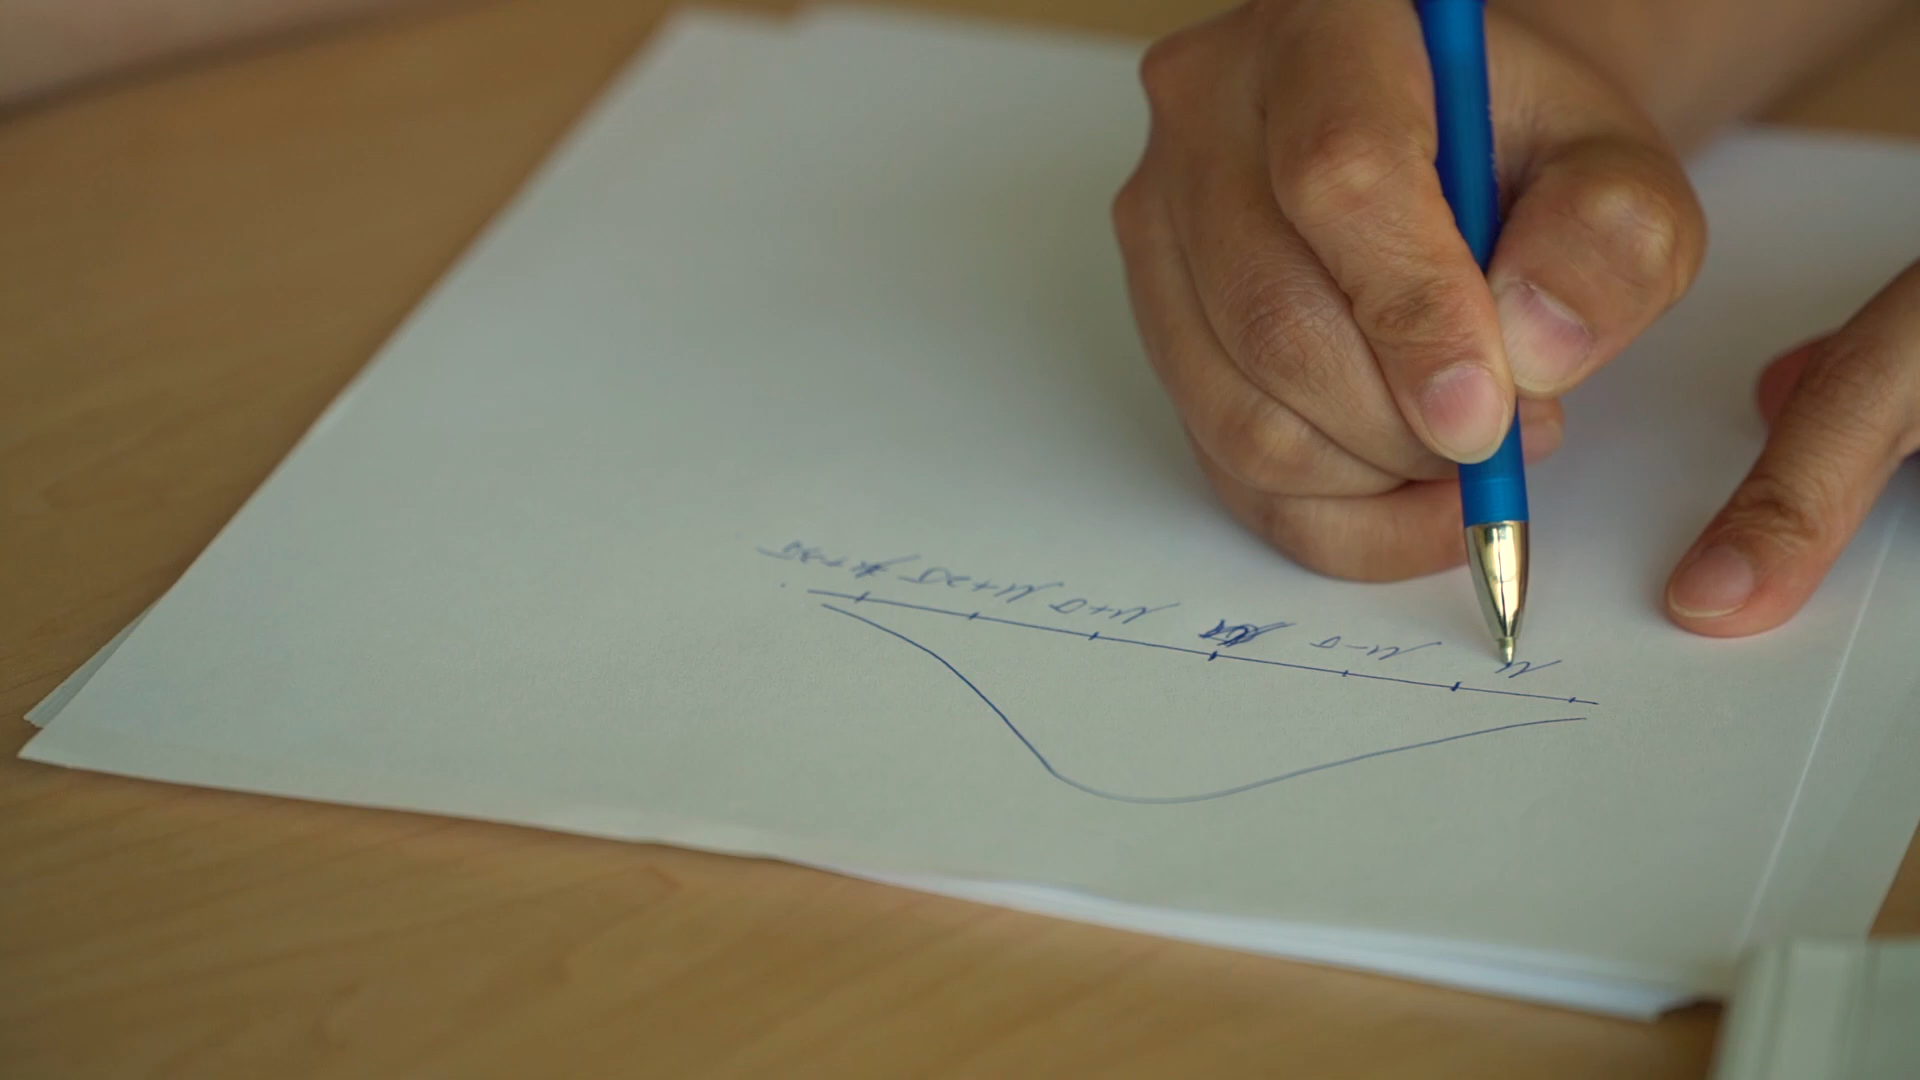 μ μ-σ μ μ+σ μ+2σ μ+3σ